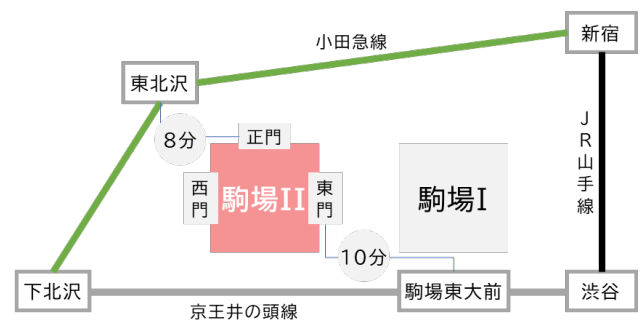 新宿
小田急線
東北沢
8分
正門
JR山手線
西門
駒場II
東門
駒場I
10分
下北沢
駒場東大前
渋谷
京王井の頭線